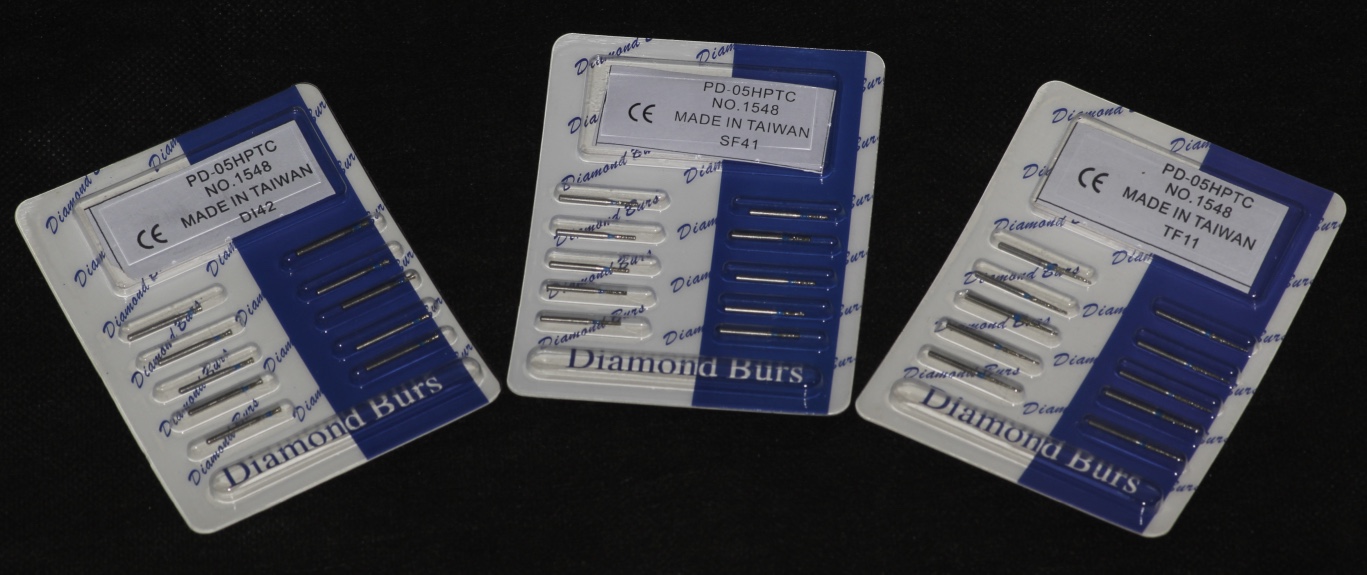 PD-05HPTC
NO.1548
MADE IN TAIWAN
DI42
CE
Diamond Burs
PD-05HPTC
NO.1548
MADE IN TAIWAN
SF41
CE
Diamond Burs
PD-05HPTC
NO.1548
MADE IN TAIWAN
TF11
CE
Diamond Burs